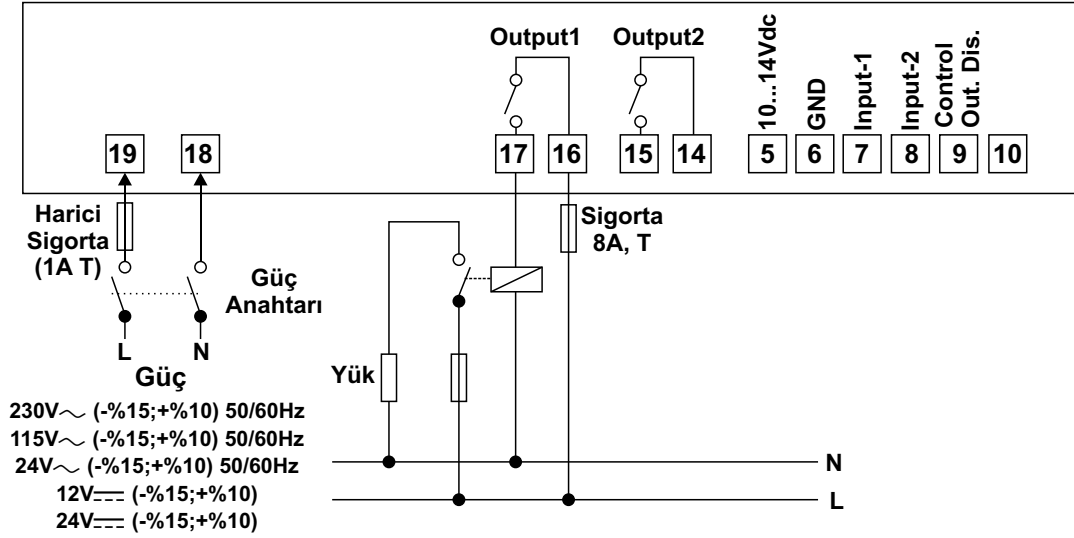 Output1
Output2
10...14Vdc
GND
Input-1
Input-2
Control
Out. Dis.
19
18
17
16
15
14
5
6
7
8
9
10
Harici
Sigorta
(1A T)
Sigorta
8A, T
Güç
Anahtarı
L
N
Güç
Yük
230V~ (-%15;+%10) 50/60Hz
115V~ (-%15;+%10) 50/60Hz
24V~ (-%15;+%10) 50/60Hz
12V⎓ (-%15;+%10)
24V⎓ (-%15;+%10)
N
L